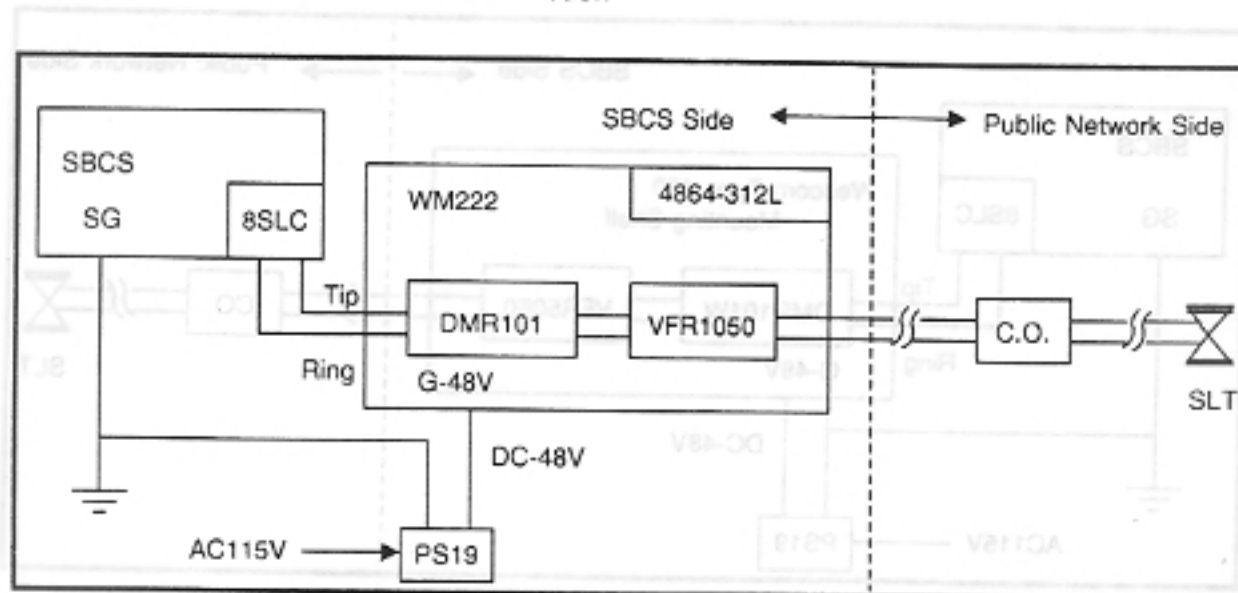 SBCS Side
Public Network Side
SBCS
SG
8SLC
WM222
4864-312L
Tip
DMR101
VFR1050
C.O.
Ring
G-48V
SLT
DC-48V
AC115V
PS19